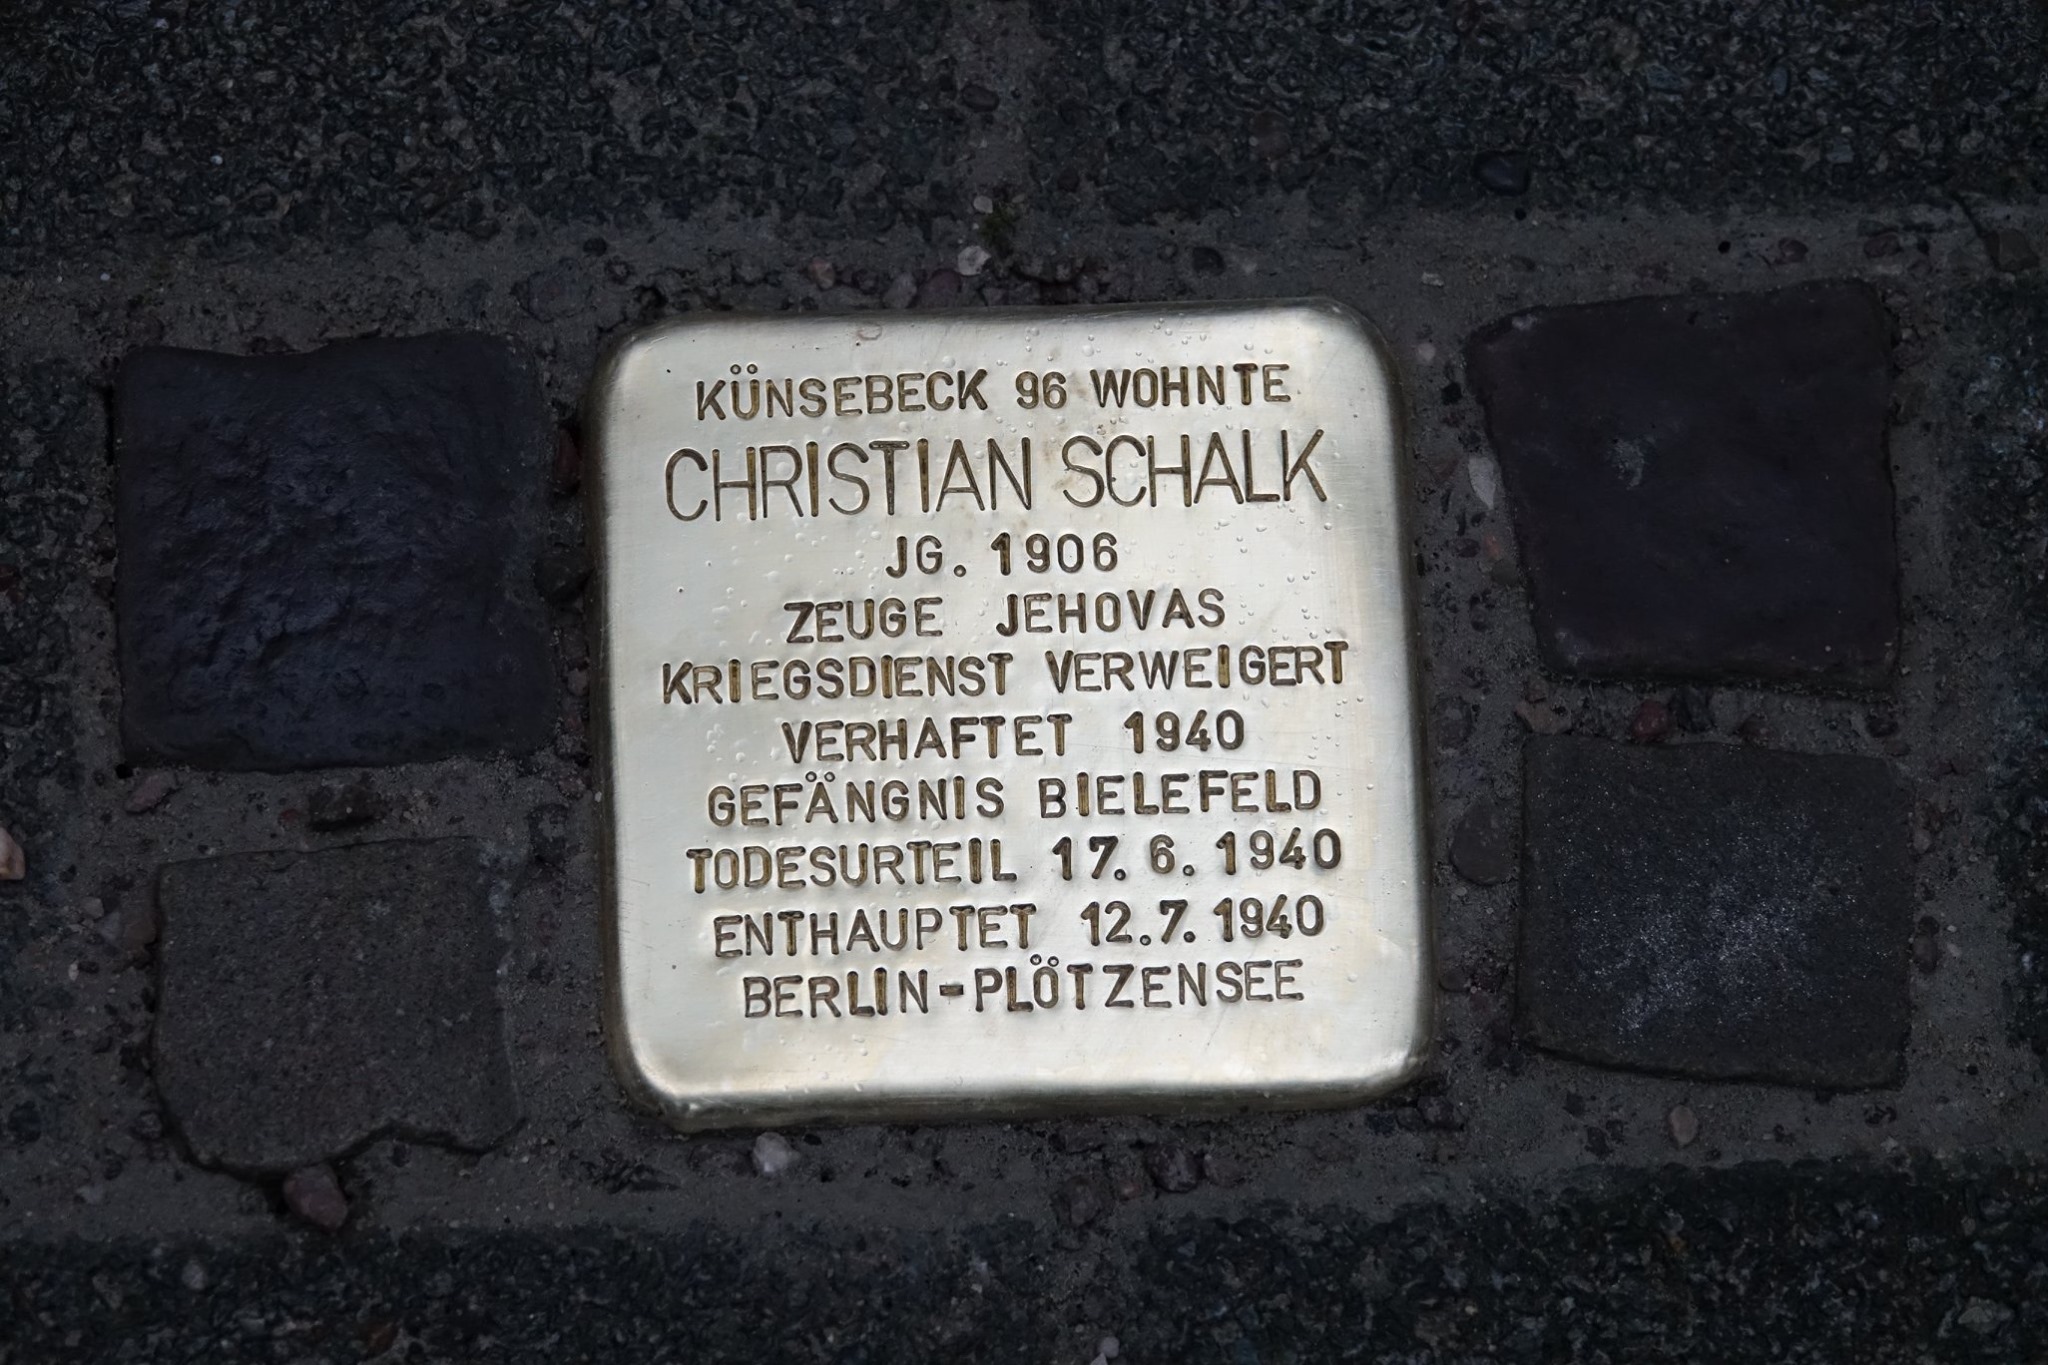 KÜNSEBECK 96 WOHNTE
CHRISTIAN SCHALK
JG. 1906
ZEUGE JEHOVAS
KRIEGSDIENST VERWEIGERT
VERHAFTET 1940
GEFÄNGNIS BIELEFELD
TODESURTEIL 17.6.1940
ENTHAUPTET 12.7.1940
BERLIN-PLÖTZENSEE